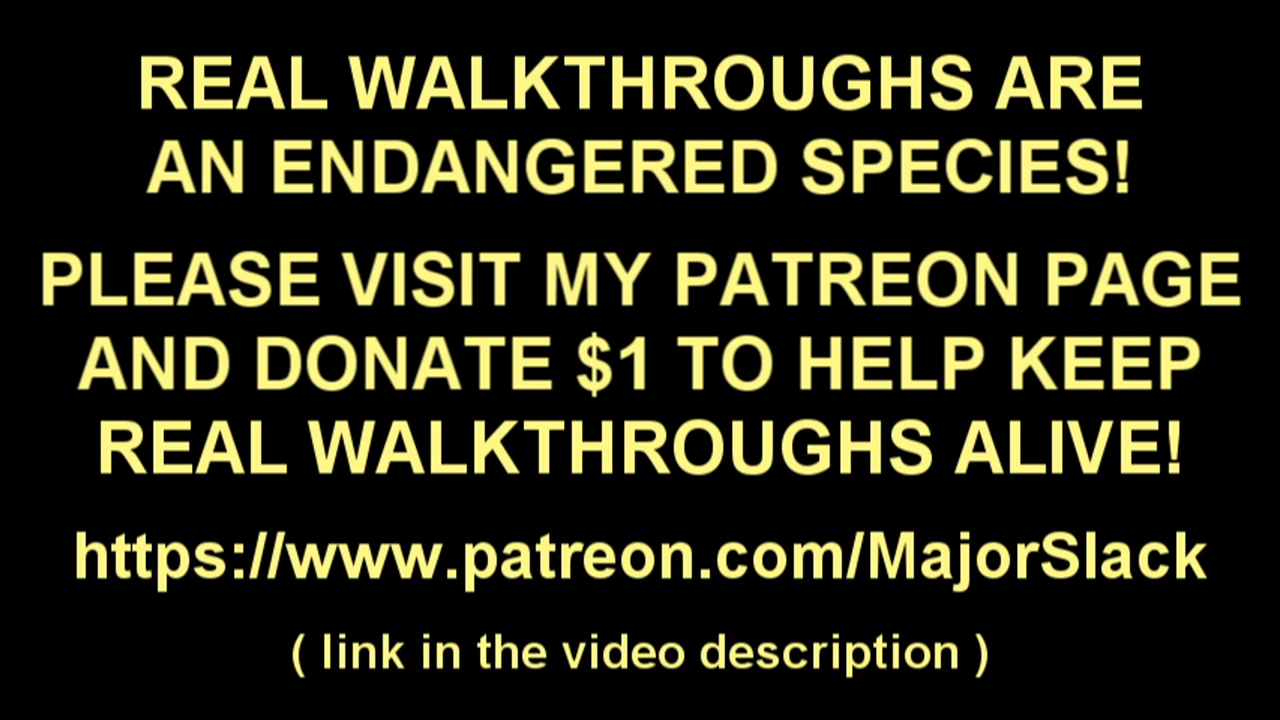 REAL WALKTHROUGHS ARE
AN ENDANGERED SPECIES!
PLEASE VISIT MY PATREON PAGE
AND DONATE $1 TO HELP KEEP
REAL WALKTHROUGHS ALIVE!
https://www.patreon.com/MajorSlack
( link in the video description )